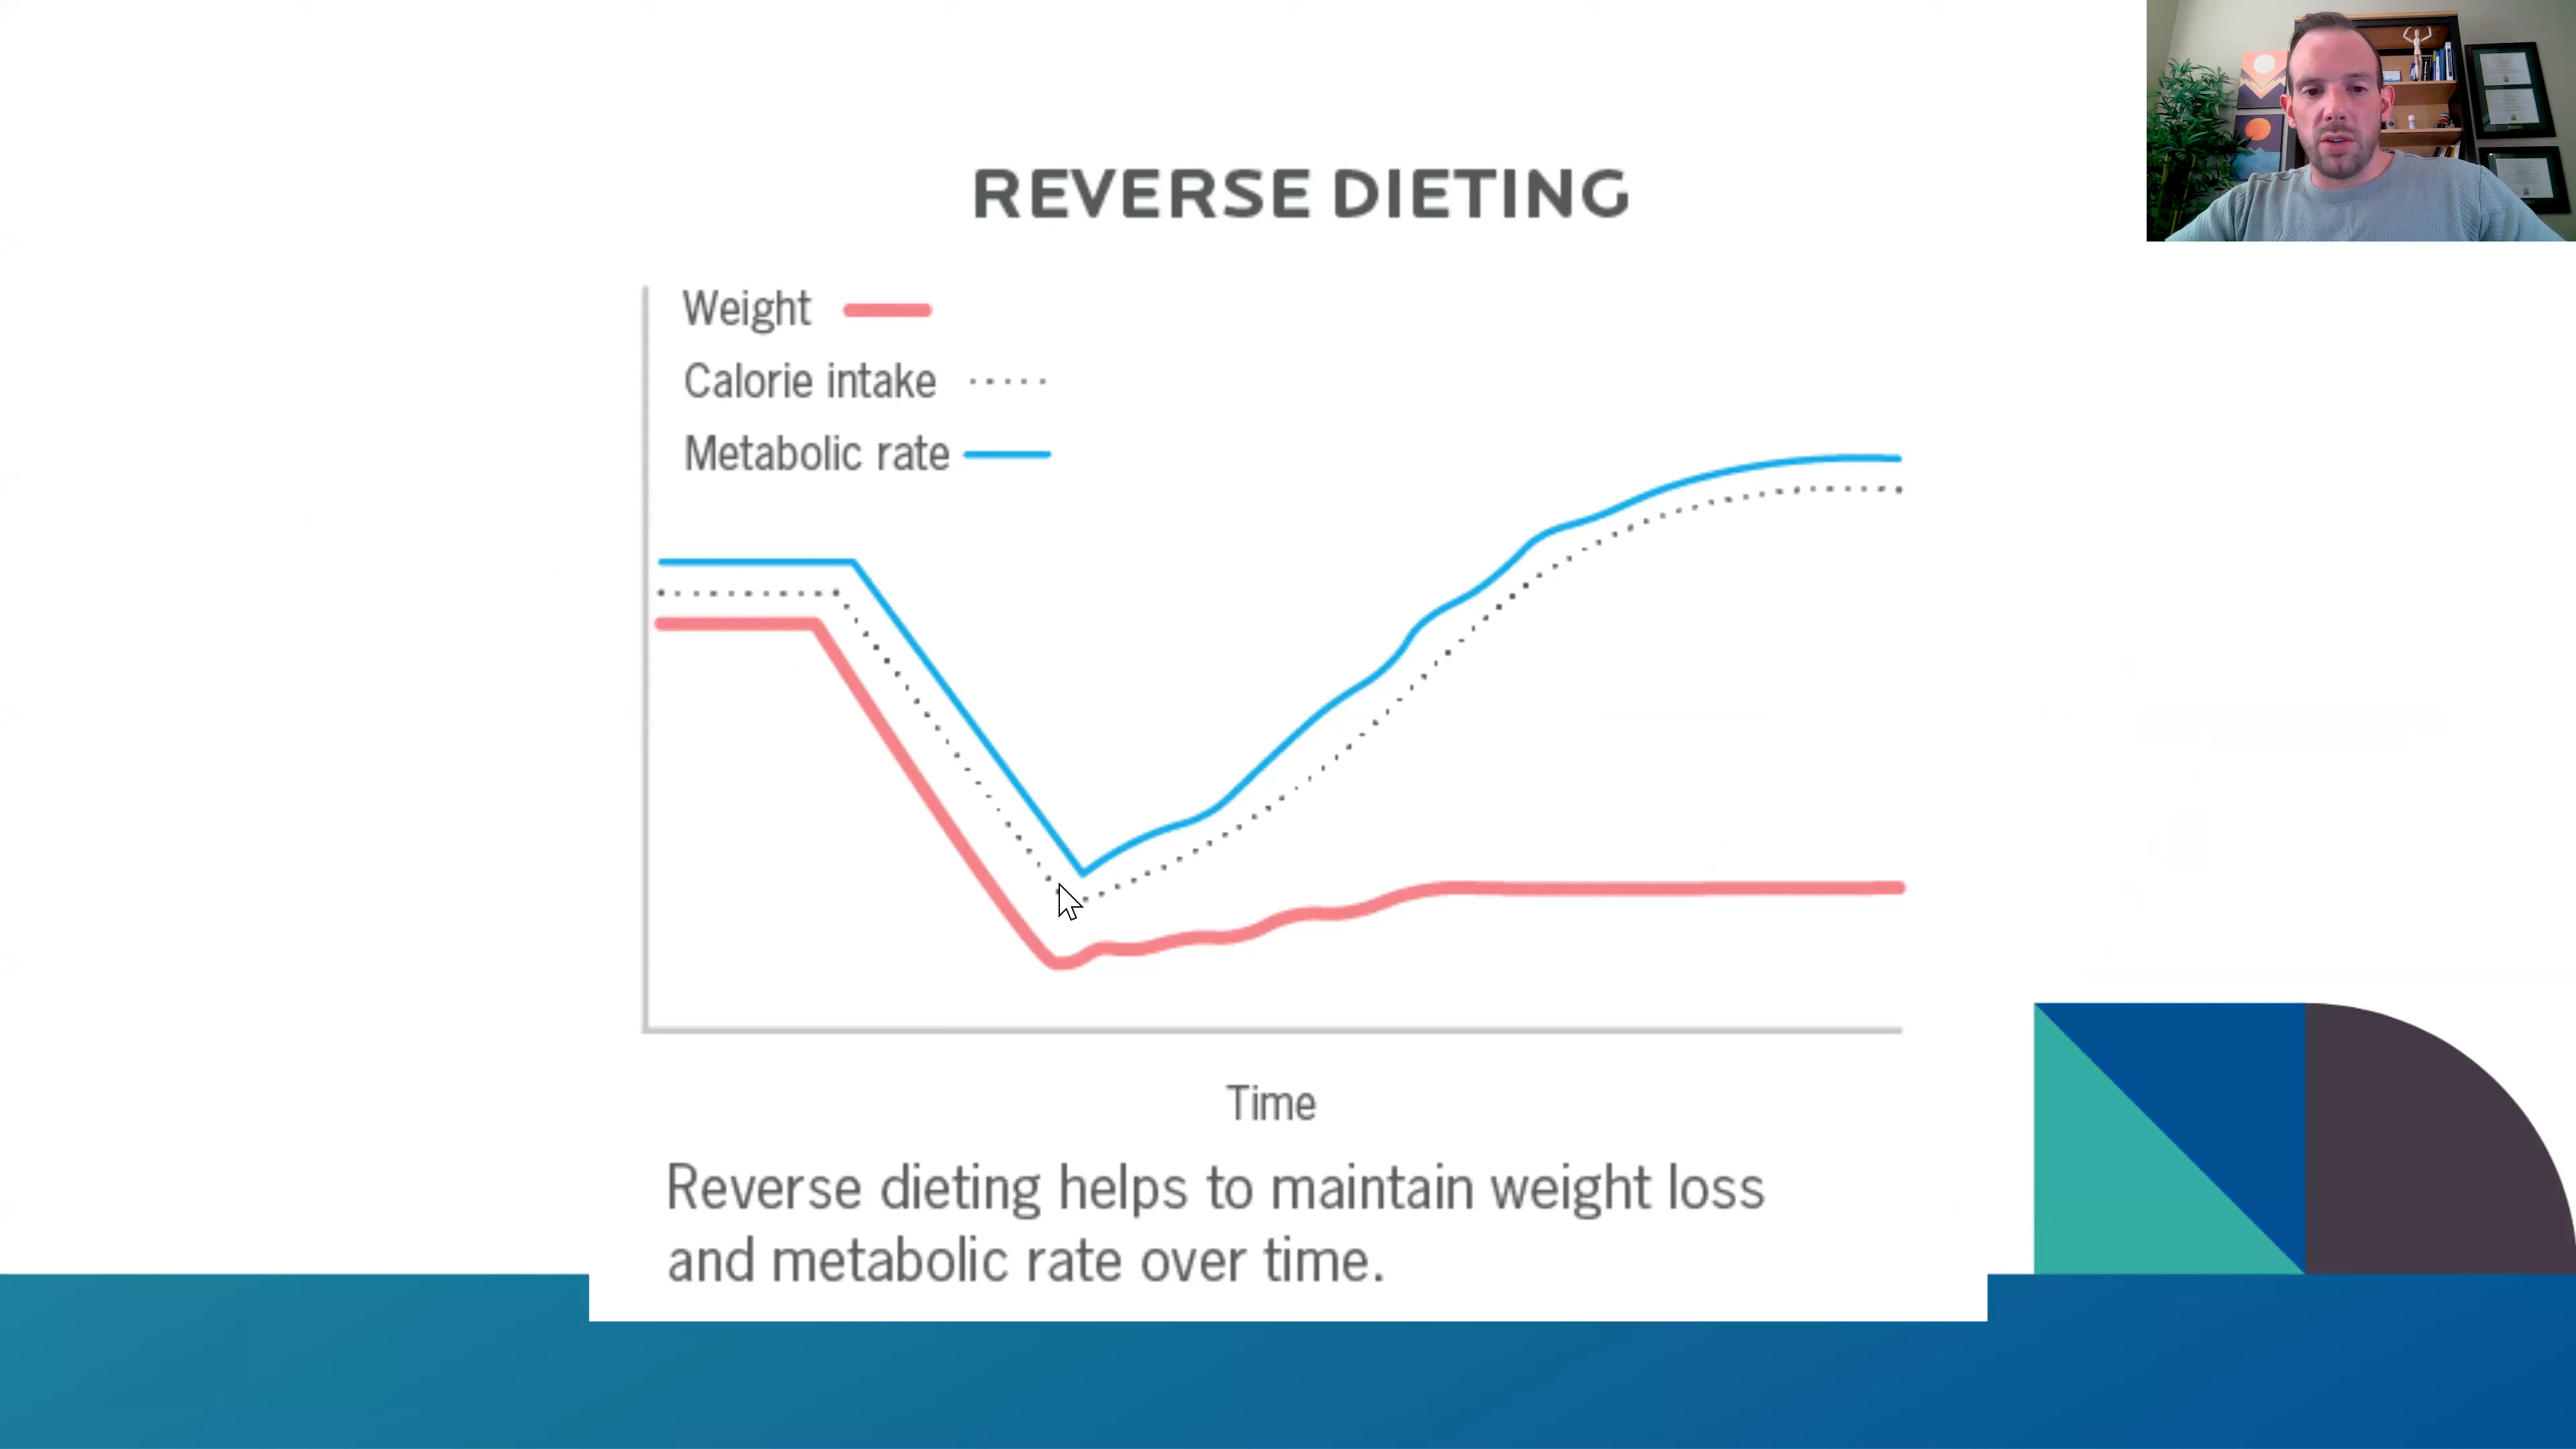 REVERSE DIETING
Weight
Calorie intake
Metabolic rate
Time
Reverse dieting helps to maintain weight loss
and metabolic rate over time.